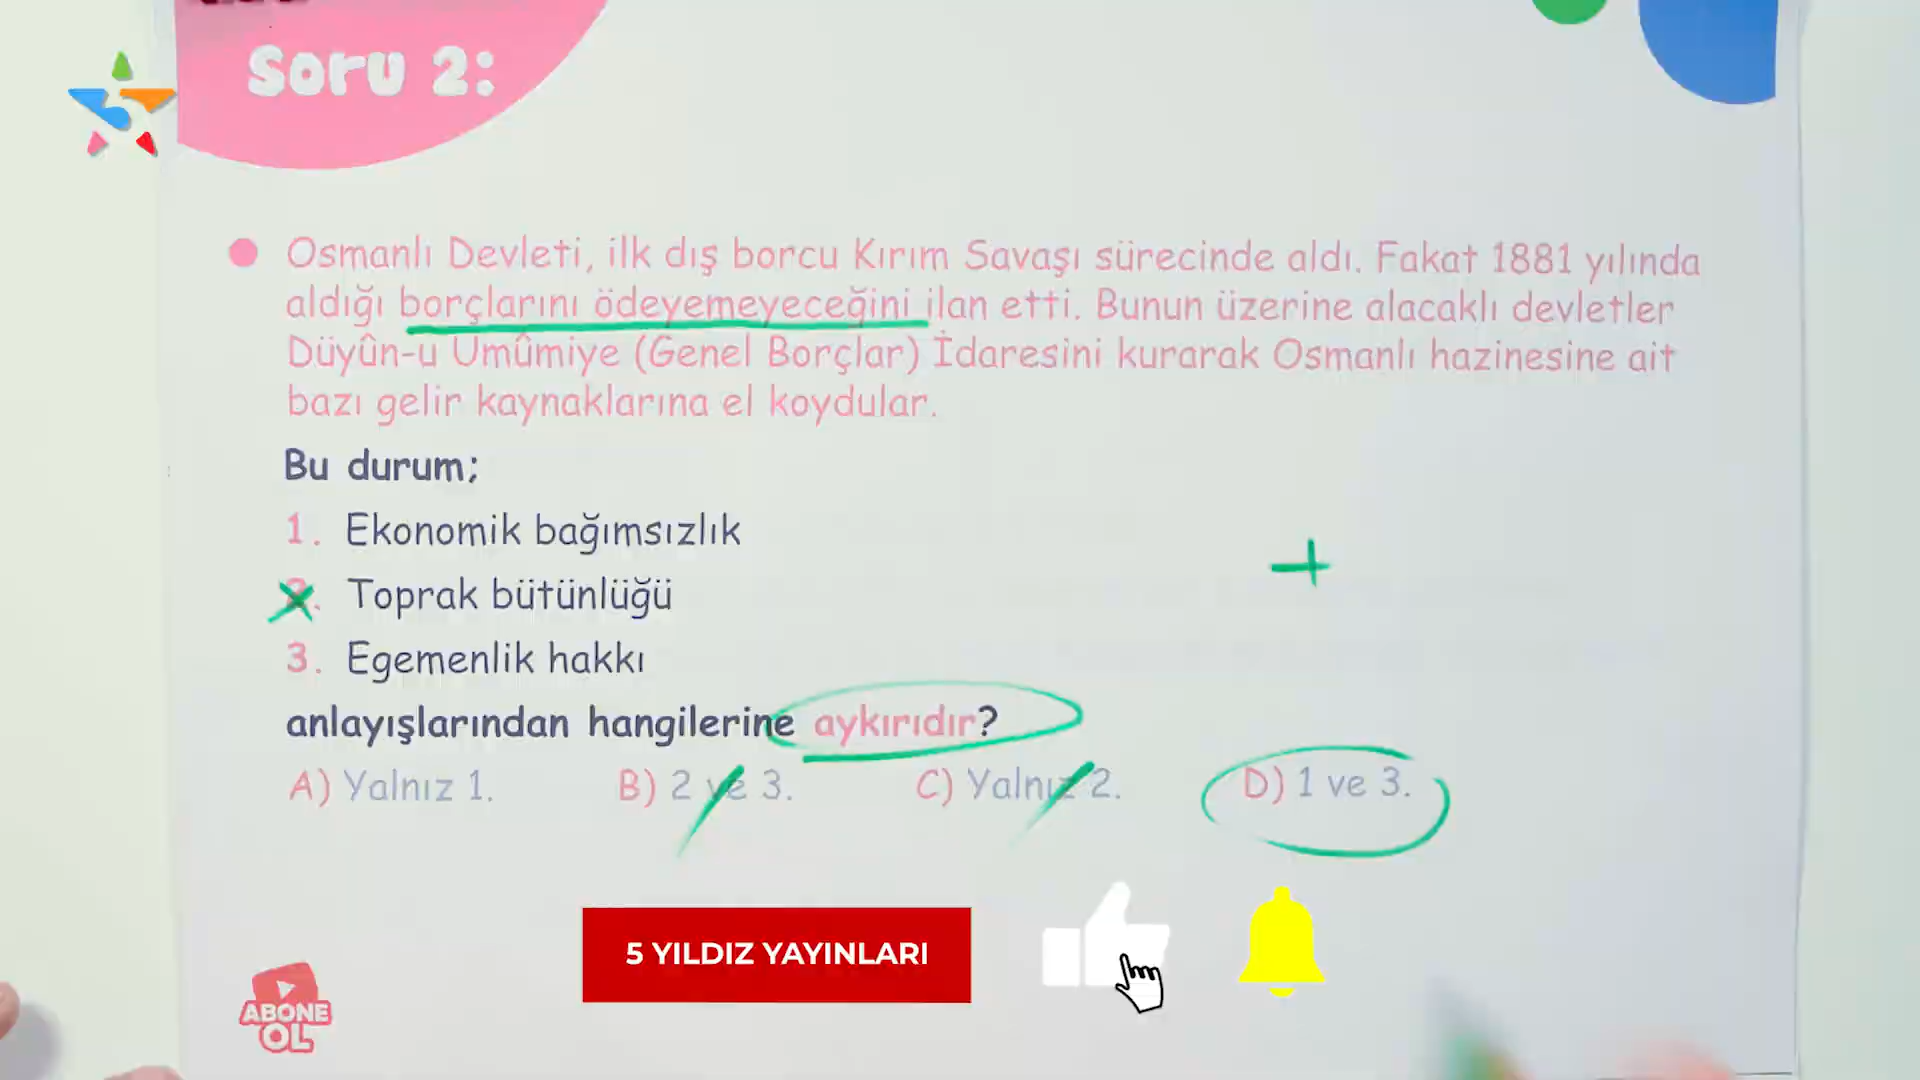 Soru 2:
Osmanlı Devleti, ilk dış borcu Kırım Savaşı sürecinde aldı. Fakat 1881 yılında
aldığı borçlarını ödeyemeyeceğini ilan etti. Bunun üzerine alacaklı devletler
Düyûn-u Umûmiye (Genel Borçlar) İdaresini kurarak Osmanlı hazinesine ait
bazı gelir kaynaklarına el koydular.
Bu durum;
1. Ekonomik bağımsızlık
2. Toprak bütünlüğü
3. Egemenlik hakkı
anlayışlarından hangilerine aykırıdır?
A) Yalnız 1. B) 2 ve 3. C) Yalnız 2. D) 1 ve 3.
5 YILDIZ YAYINLARI
ABONE
OL